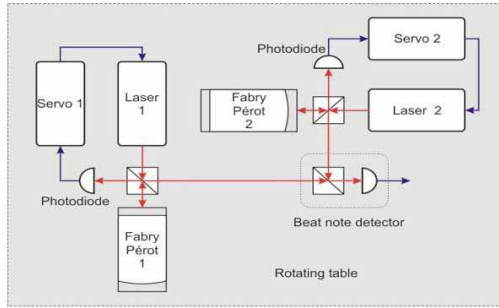 Servo 2
Photodiode
Servo 1
Laser
1
Fabry
Pérot
2
Laser 2
Photodiode
Beat note detector
Fabry
Pérot
1
Rotating table